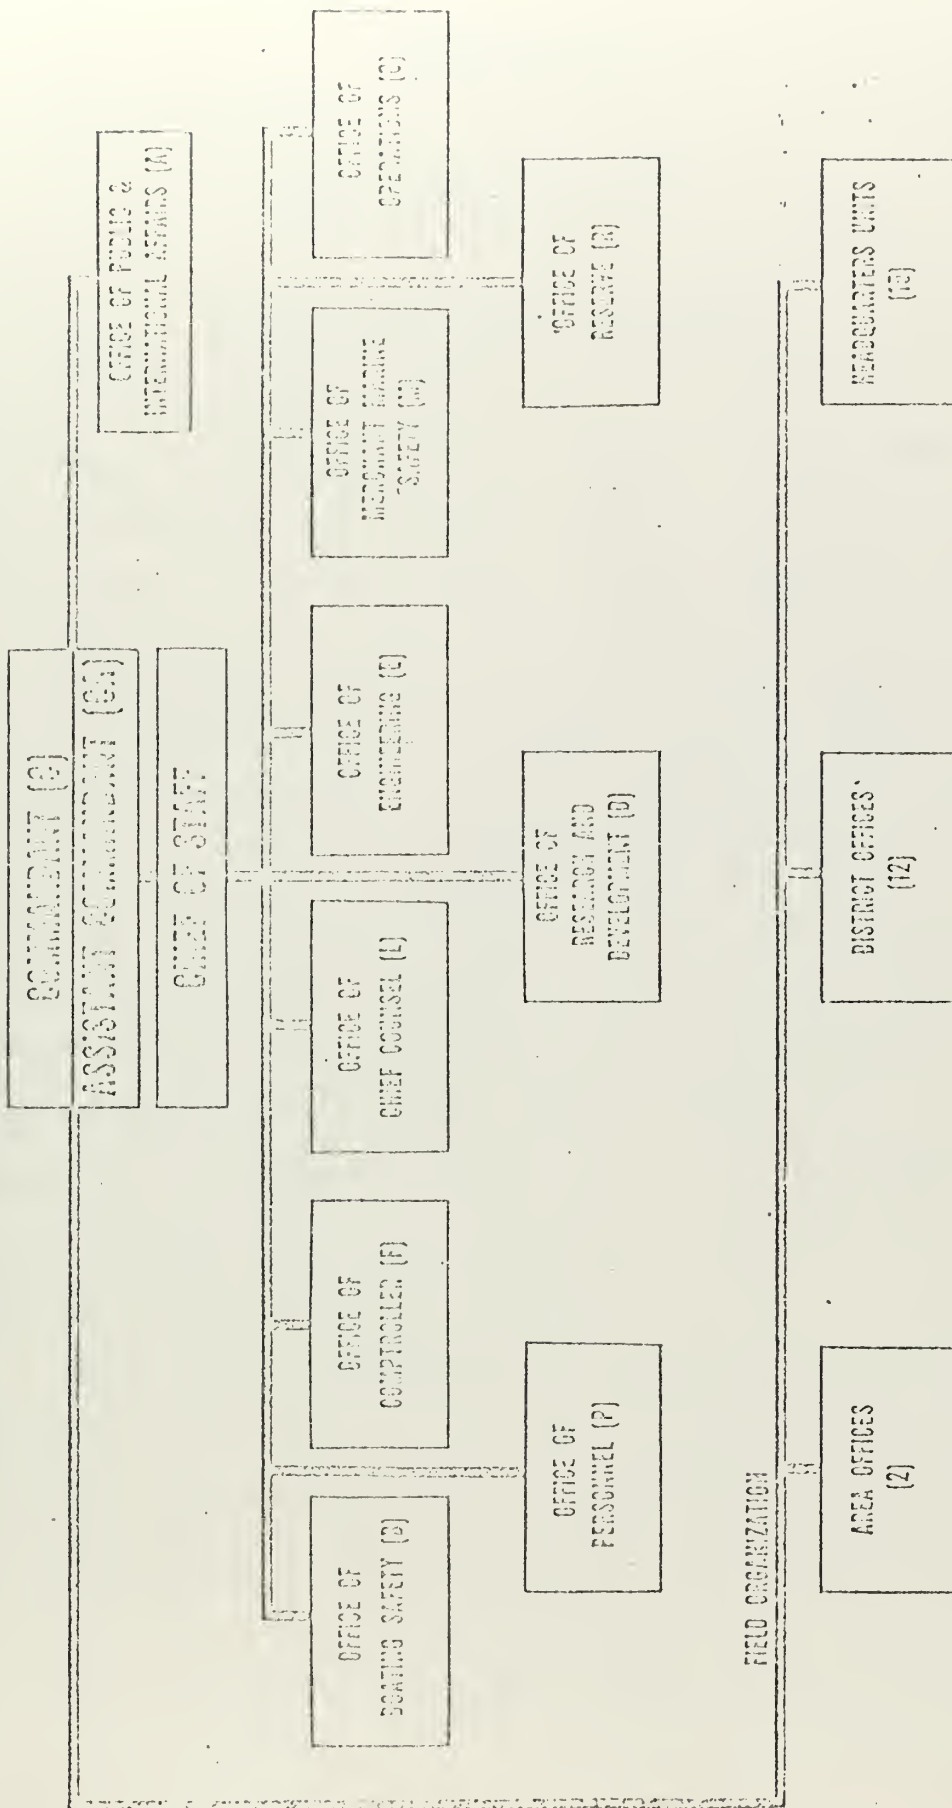 COMMANDANT (C)
ASSISTANT COMMANDANT (CA)
CHIEF OF STAFF
OFFICE OF PUBLIC &
INTERNATIONAL AFFAIRS (A)
OFFICE OF
BOATING SAFETY (B)
OFFICE OF
COMPTROLLER (F)
OFFICE OF
CHIEF COUNSEL (L)
OFFICE OF
ENGINEERING (E)
OFFICE OF
MERCHANT MARINE
SAFETY (M)
OFFICE OF
OPERATIONS (O)
OFFICE OF
PERSONNEL (P)
OFFICE OF
RESEARCH AND
DEVELOPMENT (D)
OFFICE OF
RESERVE (R)
FIELD ORGANIZATION
AREA OFFICES
(2)
DISTRICT OFFICES
(12)
HEADQUARTERS UNITS